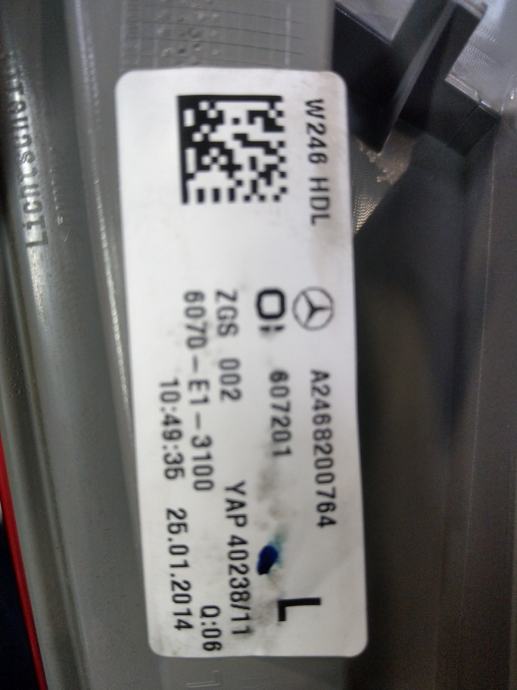 W246 HDL
A2468200764
607201
L
ZGS 002
YAP 40238/11
6070-E1-3100
Q:06
10:49:35 25.01.2014